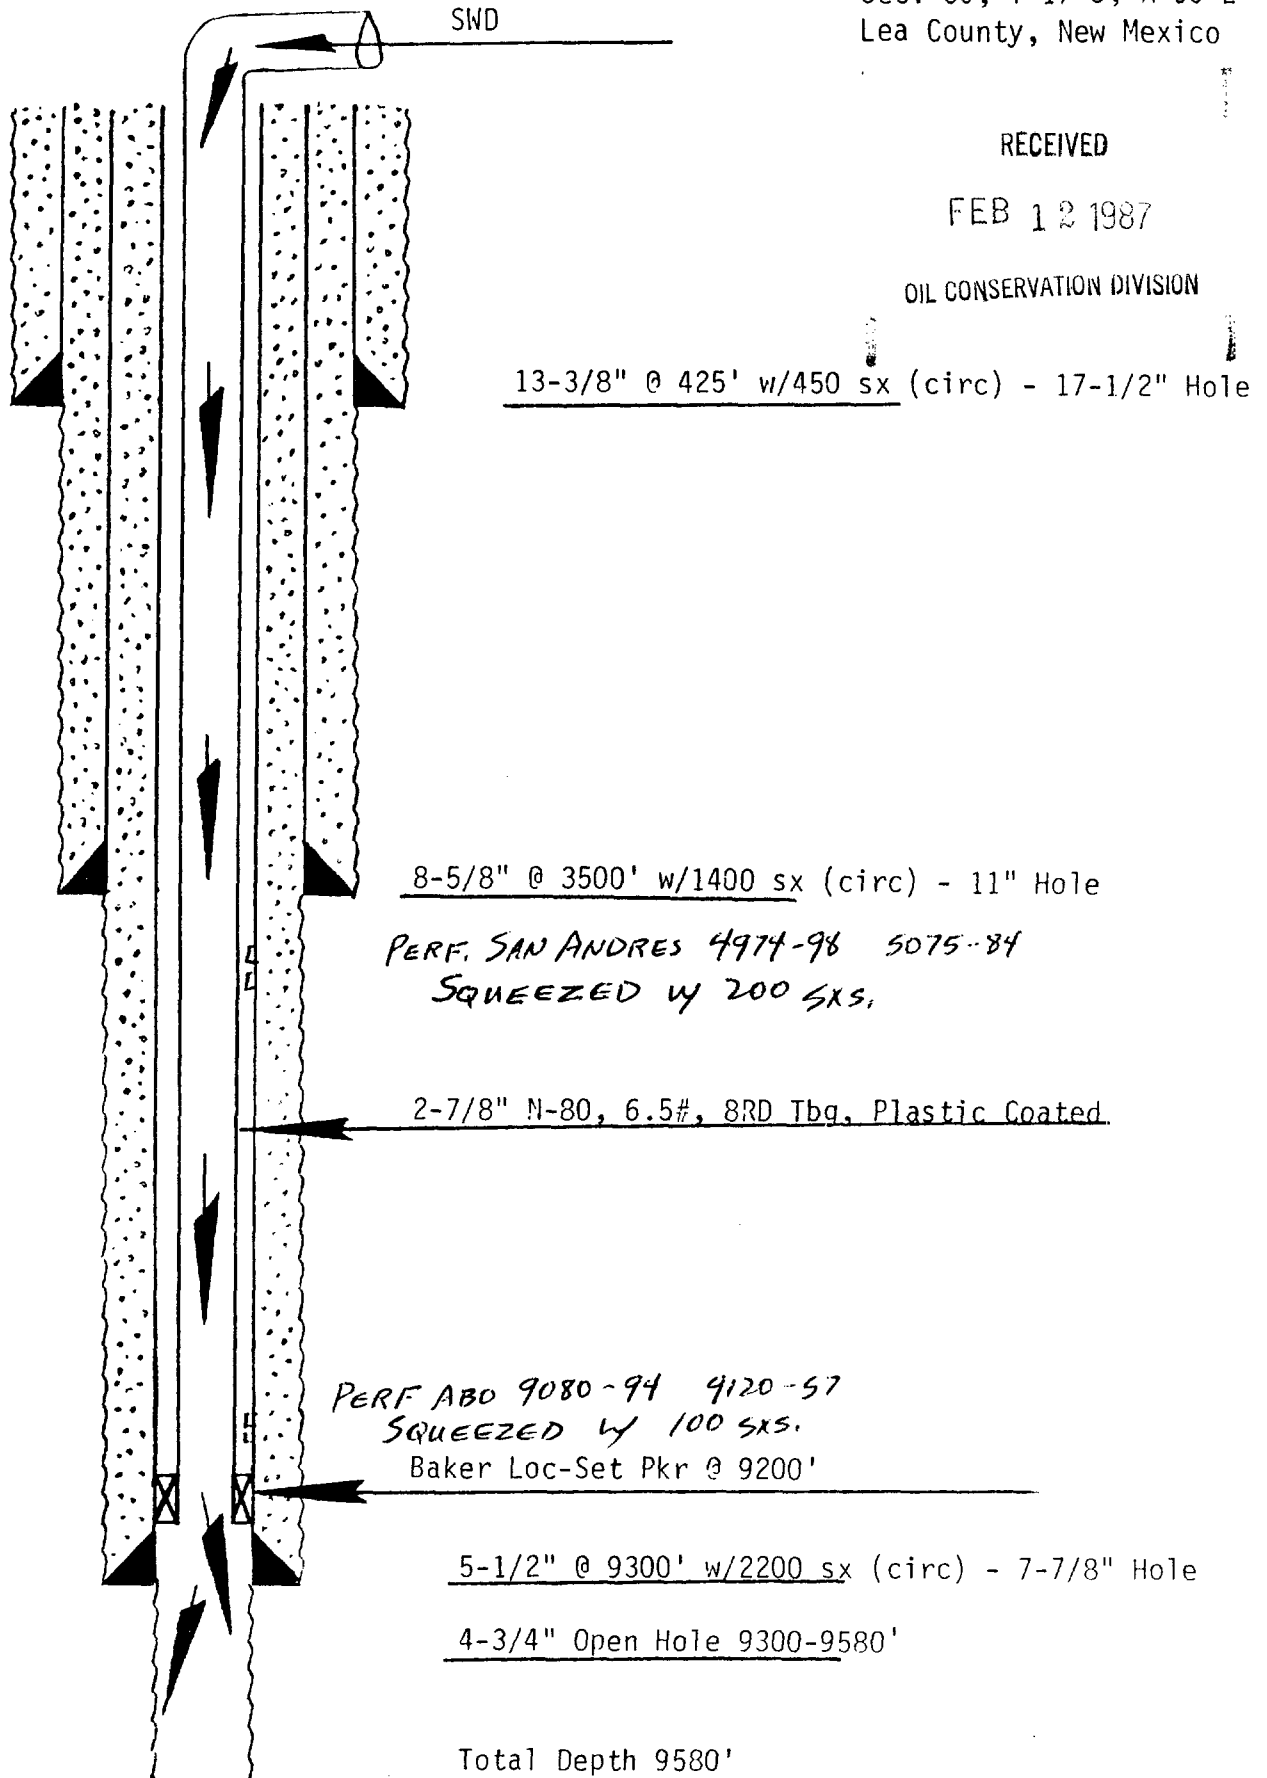 SWD
Lea County, New Mexico
RECEIVED
FEB 12 1987
OIL CONSERVATION DIVISION
13-3/8" @ 425' w/450 sx (circ) - 17-1/2" Hole
8-5/8" @ 3500' w/1400 sx (circ) - 11" Hole
PERF. SAN ANDRES 4974-98 5075-84
SQUEEZED w/ 200 SXS.
2-7/8" N-80, 6.5#, 8RD Tbg, Plastic Coated
PERF ABO 9080-94 9120-57
SQUEEZED w/ 100 SXS.
Baker Loc-Set Pkr @ 9200'
5-1/2" @ 9300' w/2200 sx (circ) - 7-7/8" Hole
4-3/4" Open Hole 9300-9580'
Total Depth 9580'